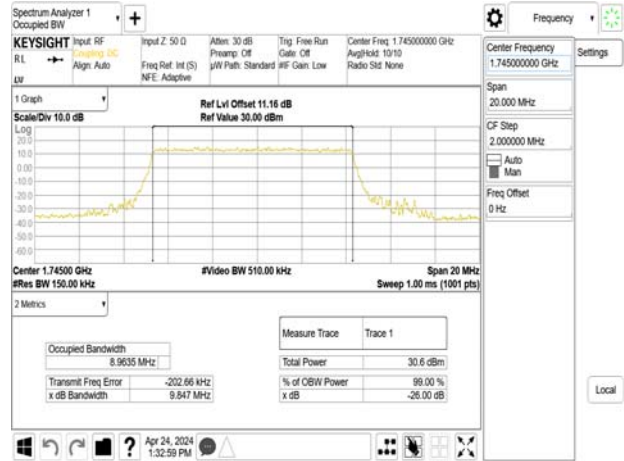 Spectrum Analyzer 1
Occupied BW
Frequency
KEYSIGHT
R L
Input: RF
Coupling: DC
Align: Auto
Input Z: 50 Ω
Freq Ref: Int (S)
NFE: Adaptive
Atten: 30 dB
Preamp: Off
µW Path: Standard
Trig: Free Run
Gate: Off
#IF Gain: Low
Center Freq: 1.745000000 GHz
Avg|Hold: 10/10
Radio Std: None
Center Frequency
1.745000000 GHz
Settings
Span
20.000 MHz
CF Step
2.000000 MHz
Auto
Man
Freq Offset
0 Hz
Local
1 Graph
Scale/Div 10.0 dB
Ref Lvl Offset 11.16 dB
Ref Value 30.00 dBm
Log
20.0
10.0
0.00
-10.0
-20.0
-30.0
-40.0
-50.0
-60.0
Center 1.74500 GHz
#Video BW 510.00 kHz
Span 20 MHz
#Res BW 150.00 kHz
Sweep 1.00 ms (1001 pts)
2 Metrics
Measure Trace
Trace 1
Occupied Bandwidth
8.9635 MHz
Total Power
30.6 dBm
Transmit Freq Error
-202.66 kHz
% of OBW Power
99.00 %
x dB Bandwidth
9.847 MHz
x dB
-26.00 dB
?
Apr 24, 2024
1:32:59 PM